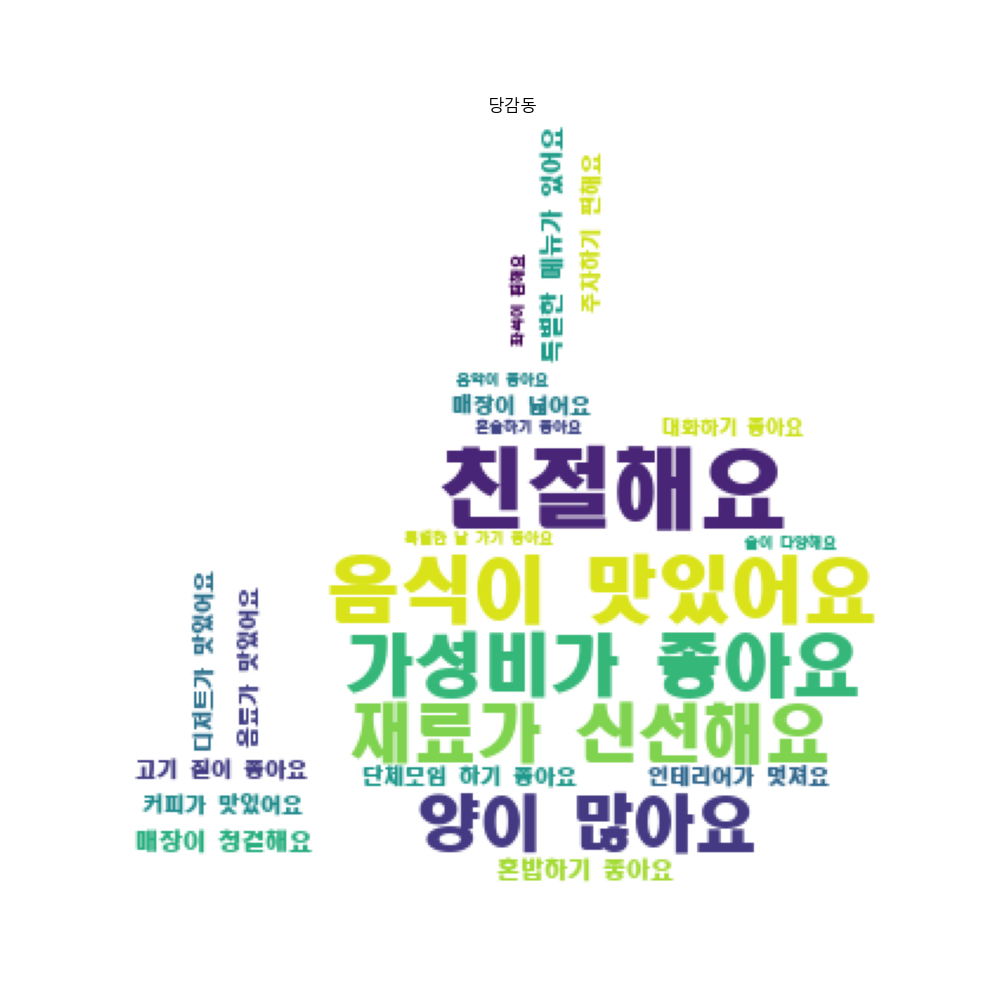 당감동
특별한 메뉴가 있어요
주차하기 편해요
좌석이 편해요
음악이 좋아요
매장이 넓어요
혼술하기 좋아요
대화하기 좋아요
친절해요
특별한 날 가기 좋아요
술이 다양해요
음식이 맛있어요
가성비가 좋아요
재료가 신선해요
디저트가 맛있어요
음료가 맛있어요
고기 질이 좋아요
단체모임 하기 좋아요
인테리어가 멋져요
커피가 맛있어요
양이 많아요
매장이 청결해요
혼밥하기 좋아요